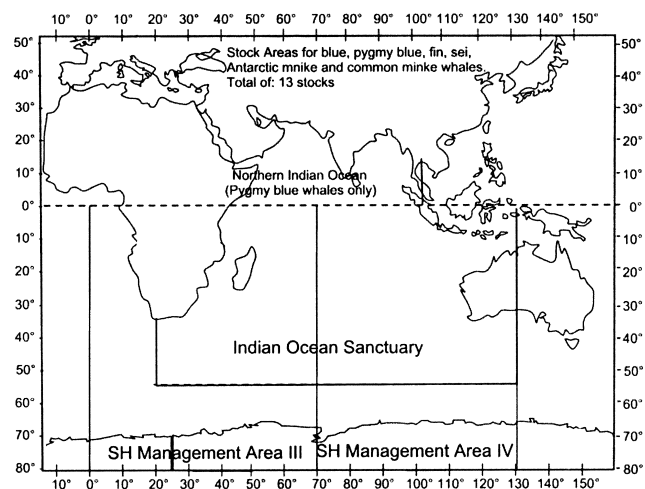 10° 0° 10° 20° 30° 40° 50° 60° 70° 80° 90° 100° 110° 120° 130° 150°
50° 50°
Stock Areas for blue, pygmy blue, fin, sei,
40° Antarctic mnike and common minke whales. 40°
Total of: 13 stocks
30° 30°
20° 20°
10° Northern Indian Ocean 10°
(Pygmy blue whales only)
0° 0°
10° 10°
20° 20°
30° 30°
40° Indian Ocean Sanctuary 40°
50° 50°
60° 60°
70° 70°
SH Management Area III SH Management Area IV
80° 80°
10° 0° 10° 20° 30° 40° 50° 60° 70° 80° 90° 100° 110° 120° 130° 150°